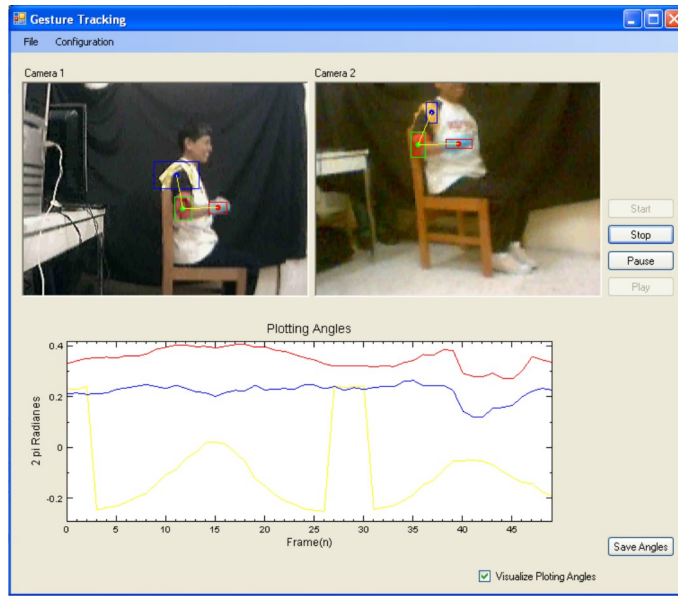 Gesture Tracking
File Configuration
Camera 1 Camera 2
Start
Stop
Pause
Play
Plotting Angles
0.4
0.2
0
-0.2
2 pi Radianes
0 5 10 15 20 25 30 35 40 45
Frame(n)
Save Angles
Visualize Ploting Angles